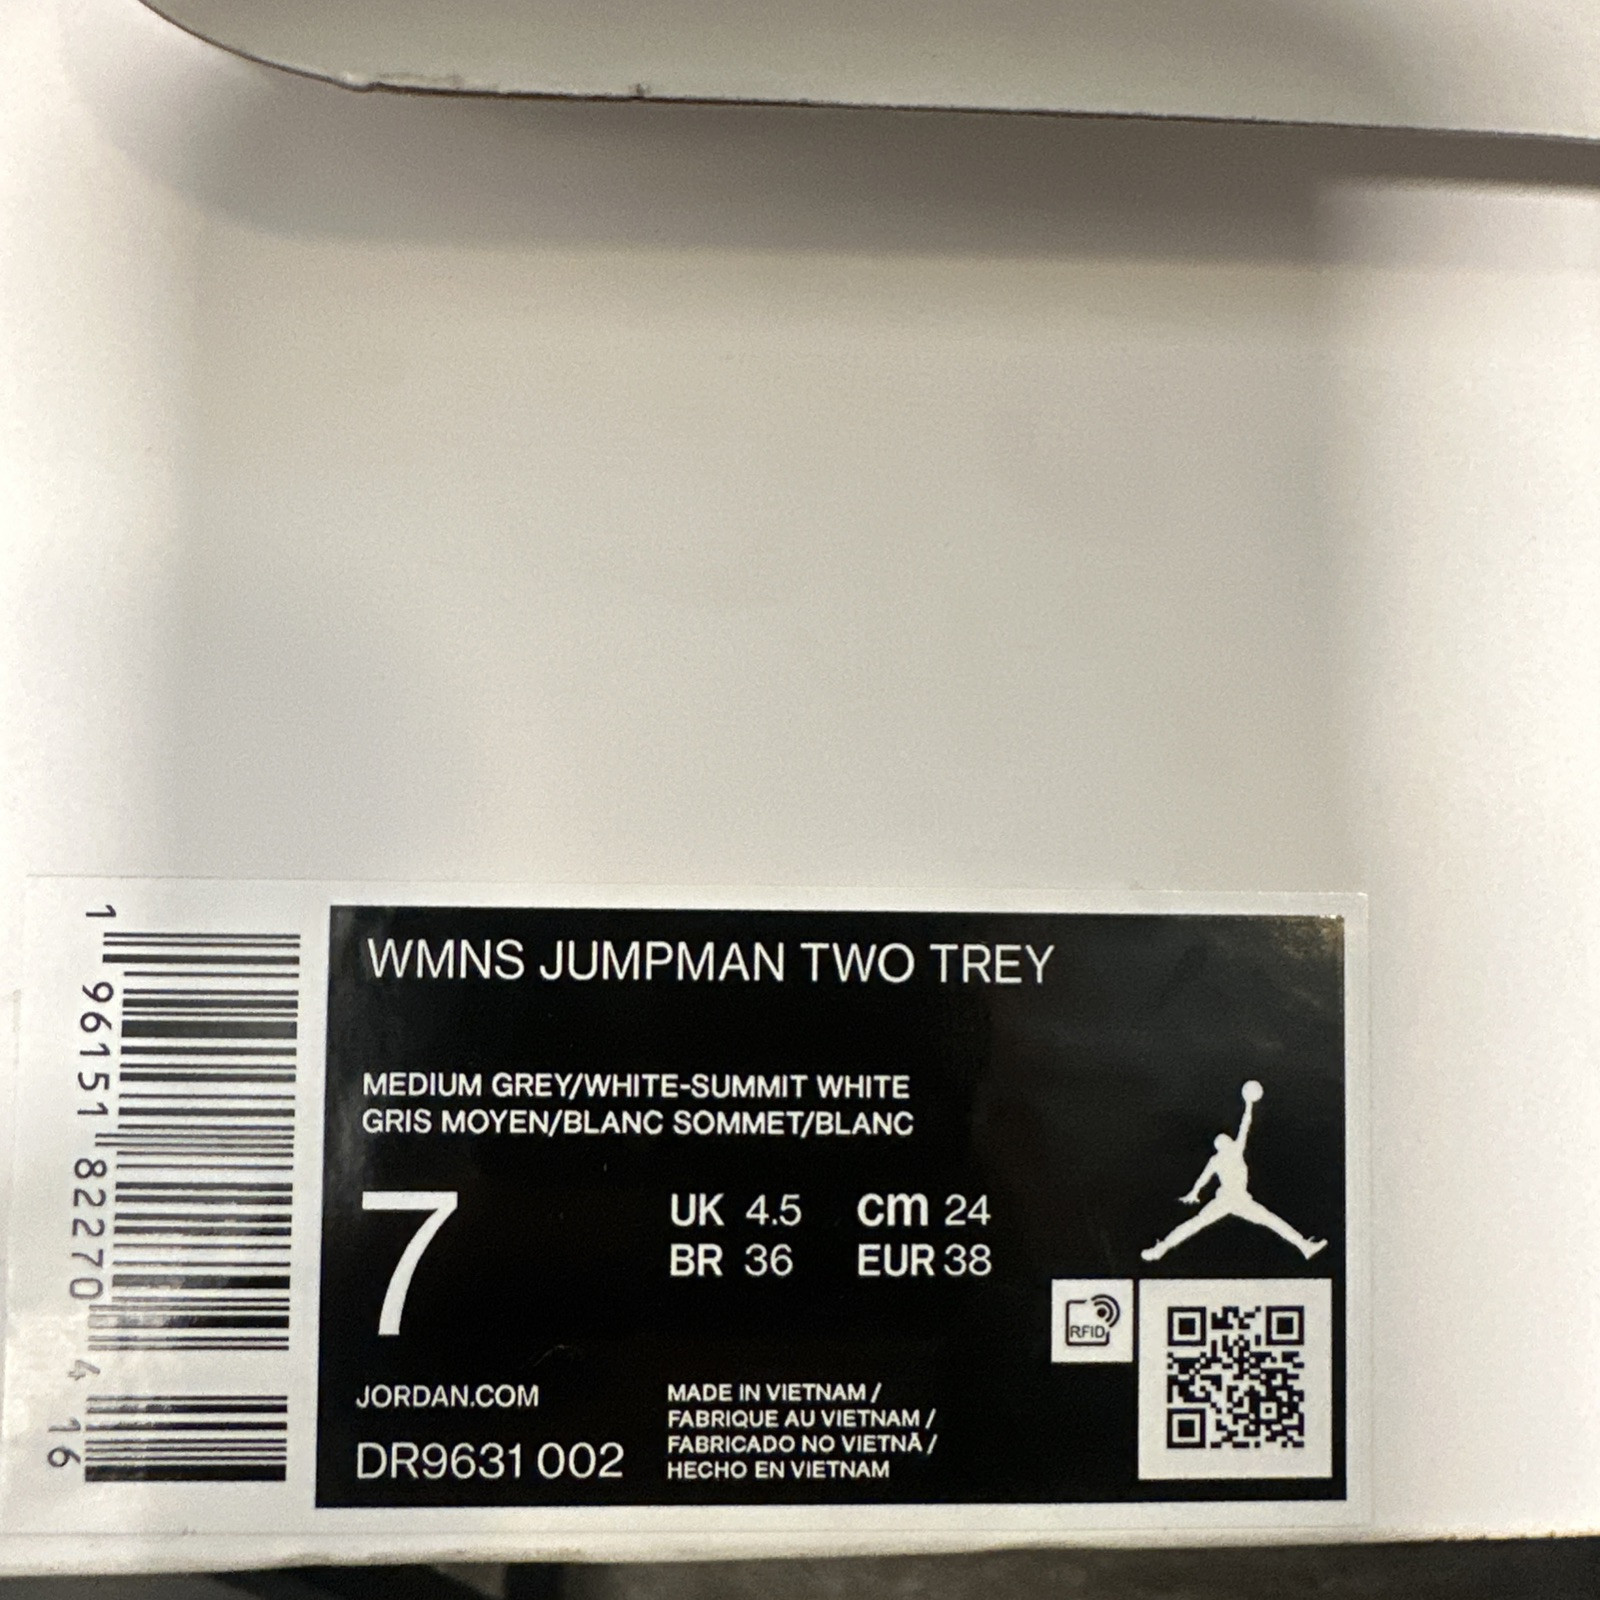 WMNS JUMPMAN TWO TREY
MEDIUM GREY/WHITE-SUMMIT WHITE
GRIS MOYEN/BLANC SOMMET/BLANC
7
UK 4.5 cm 24
BR 36 EUR 38
RFID
JORDAN.COM
DR9631 002
MADE IN VIETNAM /
FABRIQUE AU VIETNAM /
FABRICADO NO VIETNÃ /
HECHO EN VIETNAM
1 96151 82270 4 16